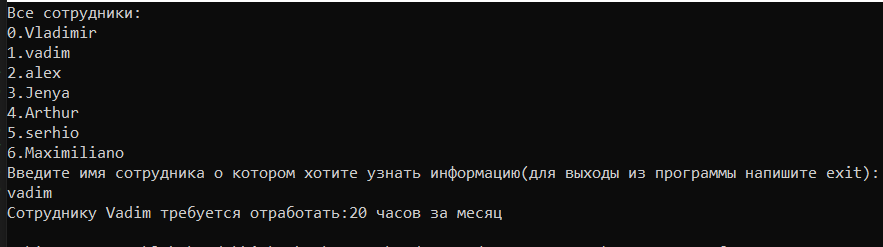 Все сотрудники:
0.Vladimir
1.vadim
2.alex
3.Jenya
4.Arthur
5.serhio
6.Maximiliano
Введите имя сотрудника о котором хотите узнать информацию(для выходы из программы напишите exit):
vadim
Сотруднику Vadim требуется отработать:20 часов за месяц